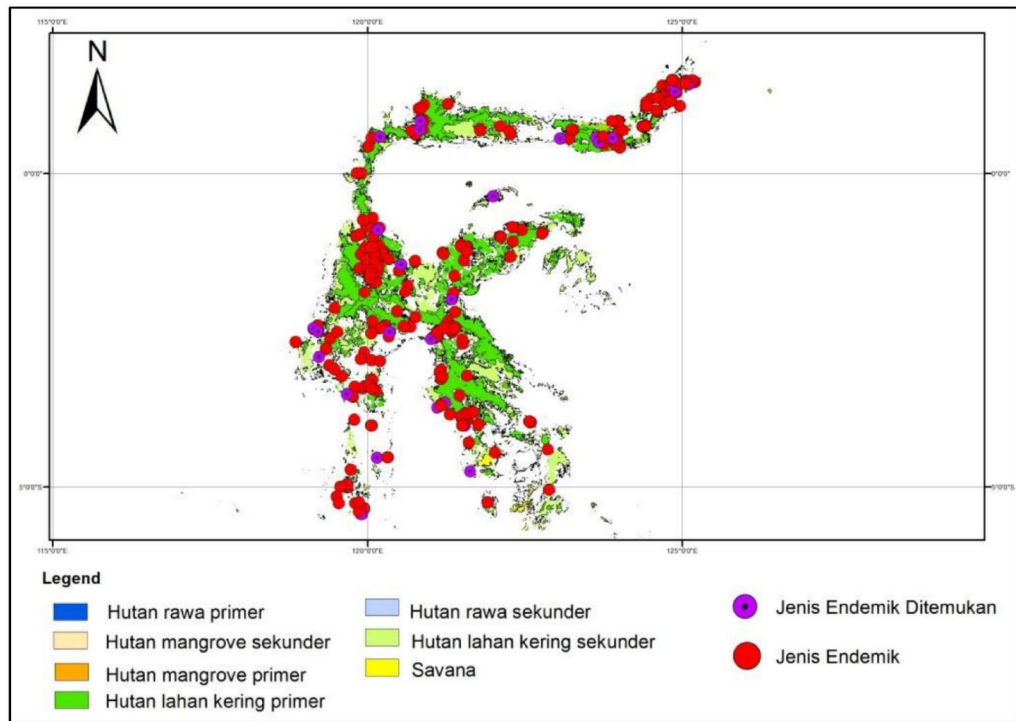 115°0'0"E 120°0'0"E 125°0'0"E
N
0°0'0" 0°0'0"
5°0'0"S 5°0'0"S
115°0'0"E 120°0'0"E 125°0'0"E
Legend
Hutan rawa primer
Hutan mangrove sekunder
Hutan mangrove primer
Hutan lahan kering primer
Hutan rawa sekunder
Hutan lahan kering sekunder
Savana
Jenis Endemik Ditemukan
Jenis Endemik